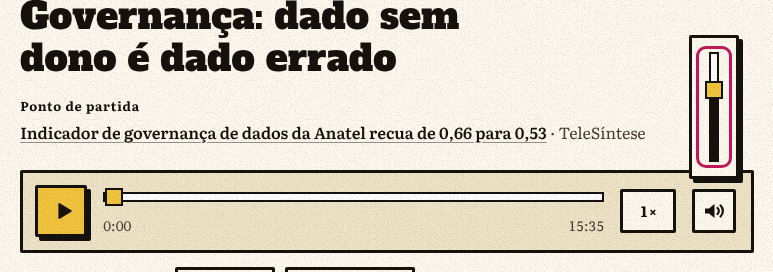 Governança: dado sem
dono é dado errado
Ponto de partida
Indicador de governança de dados da Anatel recua de 0,66 para 0,53 · TeleSíntese
0:00
15:35
1×